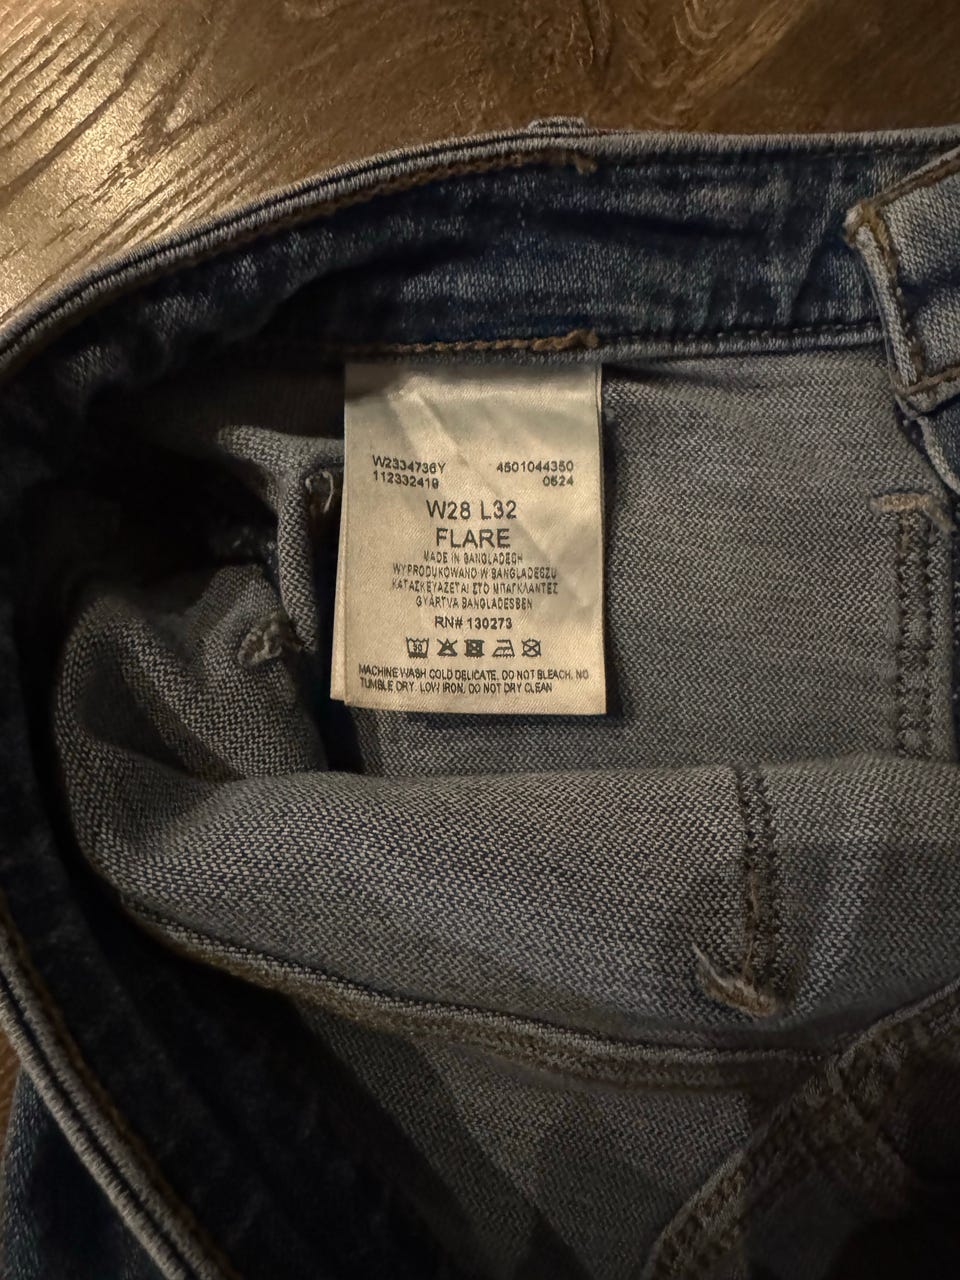 W2334736Y 4501044350
112332419 0524
W28 L32
FLARE
MADE IN BANGLADESH
WYPRODUKOWANO W BANGLADESZU
ΚΑΤΑΣΚΕΥΑΖΕΤΑΙ ΣΤΟ ΜΠΑΓΚΛΑΝΤΕΣ
GYÁRTVA BANGLADESBEN
RN# 130273
30
MACHINE WASH COLD DELICATE, DO NOT BLEACH, NO
TUMBLE DRY, LOW IRON, DO NOT DRY CLEAN